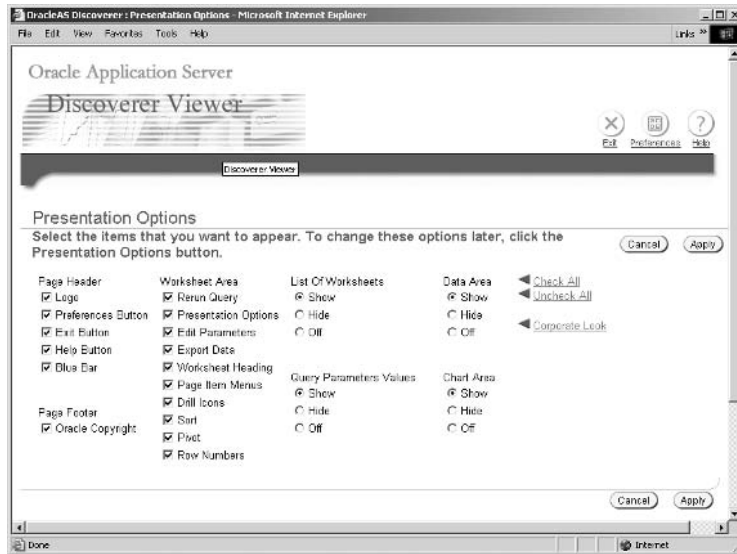 OracleAS Discoverer : Presentation Options - Microsoft Internet Explorer
File Edit View Favorites Tools Help Links »
Oracle Application Server
Discoverer Viewer
Exit Preferences Help
Discoverer Viewer
Presentation Options
Select the items that you want to appear. To change these options later, click the
Presentation Options button.
Cancel Apply
Page Header
Logo
Preferences Button
Exit Button
Help Button
Blue Bar
Page Footer
Oracle Copyright
Worksheet Area
Rerun Query
Presentation Options
Edit Parameters
Export Data
Worksheet Heading
Page Item Menus
Drill Icons
Sort
Pivot
Row Numbers
List Of Worksheets
Show
Hide
Off
Query Parameters Values
Show
Hide
Off
Data Area
Show
Hide
Off
Chart Area
Show
Hide
Off
Check All
Uncheck All
Corporate Look
Cancel Apply
Done Internet